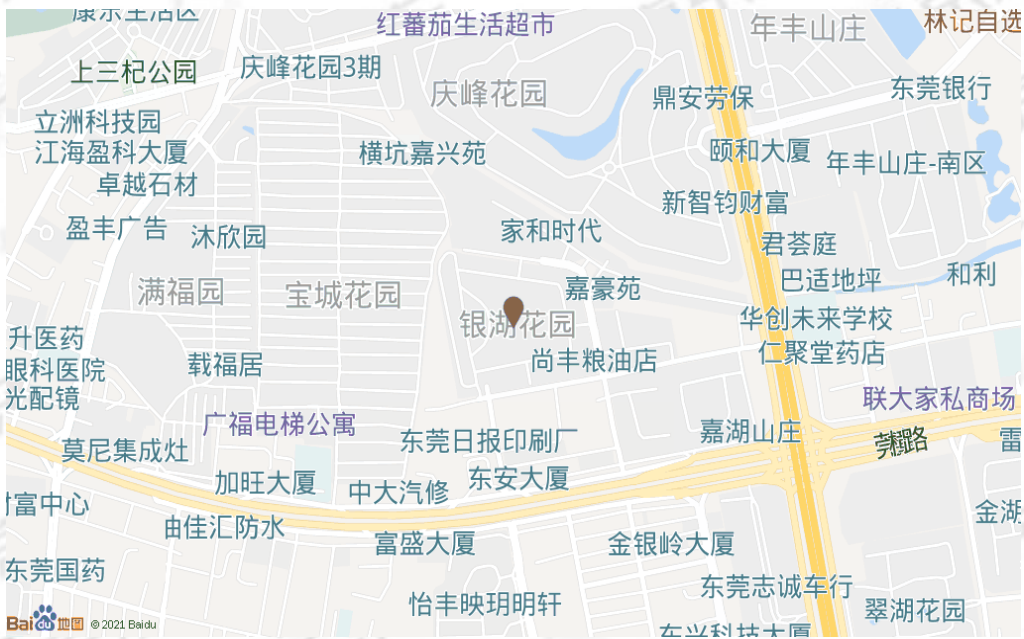 康乐生活区
红蕃茄生活超市
年丰山庄
林记自选
上三杞公园
庆峰花园3期
庆峰花园
鼎安劳保
东莞银行
立洲科技园
江海盈科大厦
横坑嘉兴苑
颐和大厦
年丰山庄-南区
卓越石材
新智钧财富
盈丰广告
沐欣园
家和时代
君荟庭
巴适地坪
和利
满福园
宝城花园
嘉豪苑
银湖花园
华创未来学校
升医药
眼科医院
载福居
尚丰粮油店
仁聚堂药店
光配镜
联大家私商场
广福电梯公寓
莫尼集成灶
东莞日报印刷厂
嘉湖山庄
雷
加旺大厦
中大汽修
东安大厦
财富中心
金湖
由佳汇防水
富盛大厦
金银岭大厦
东莞国药
东莞志诚车行
怡丰映玥明轩
翠湖花园
东兴科技大厦
Bai du 地图 © 2021 Baidu